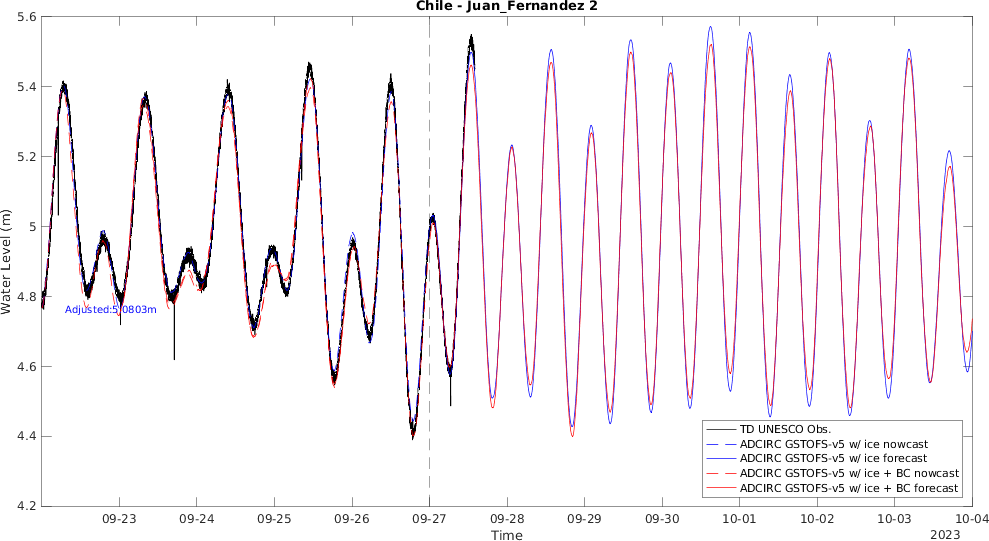 Chile - Juan_Fernandez 2
Water Level (m)
5.6
5.4
5.2
5
4.8
4.6
4.4
4.2
Adjusted:5.0803m
TD UNESCO Obs.
ADCIRC GSTOFS-v5 w/ ice nowcast
ADCIRC GSTOFS-v5 w/ ice forecast
ADCIRC GSTOFS-v5 w/ ice + BC nowcast
ADCIRC GSTOFS-v5 w/ ice + BC forecast
09-23 09-24 09-25 09-26 09-27 09-28 09-29 09-30 10-01 10-02 10-03 10-04
Time
2023